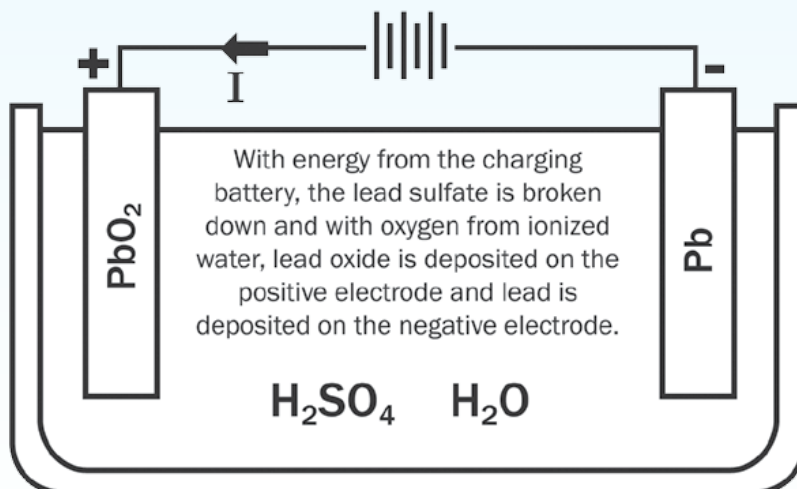 +
-
I
With energy from the charging
battery, the lead sulfate is broken
down and with oxygen from ionized
water, lead oxide is deposited on the
positive electrode and lead is
deposited on the negative electrode.
PbO₂
Pb
H₂SO₄ H₂O